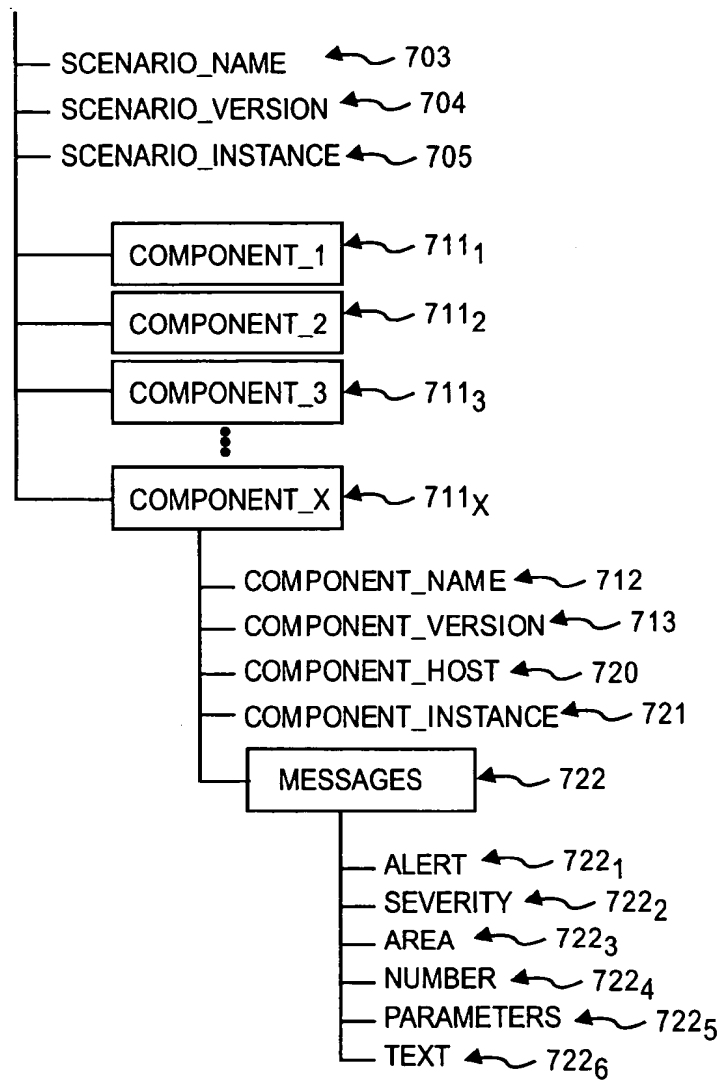 SCENARIO_NAME 703
SCENARIO_VERSION 704
SCENARIO_INSTANCE 705
COMPONENT_1 711₁
COMPONENT_2 711₂
COMPONENT_3 711₃
COMPONENT_X 711ₓ
COMPONENT_NAME 712
COMPONENT_VERSION 713
COMPONENT_HOST 720
COMPONENT_INSTANCE 721
MESSAGES 722
ALERT 722₁
SEVERITY 722₂
AREA 722₃
NUMBER 722₄
PARAMETERS 722₅
TEXT 722₆